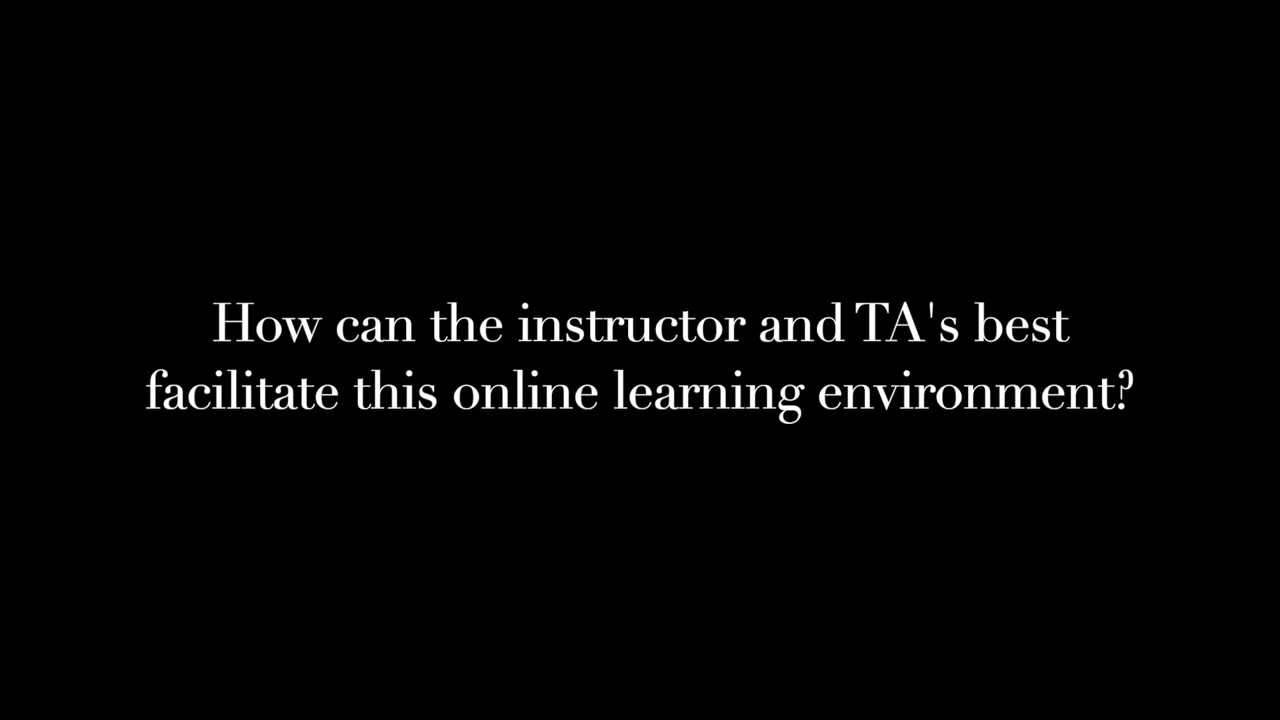 How can the instructor and TA's best
facilitate this online learning environment?